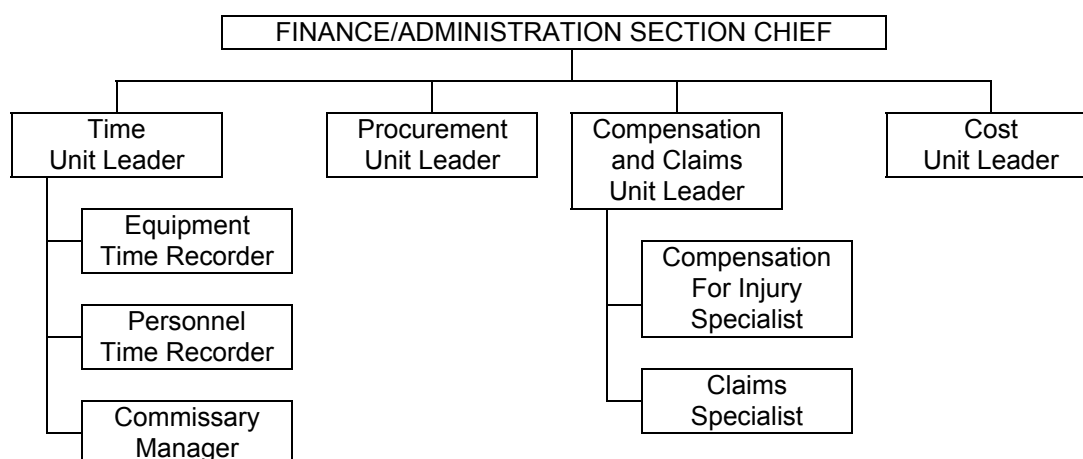 FINANCE/ADMINISTRATION SECTION CHIEF
Time
Unit Leader
Procurement
Unit Leader
Compensation
and Claims
Unit Leader
Cost
Unit Leader
Equipment
Time Recorder
Personnel
Time Recorder
Commissary
Manager
Compensation
For Injury
Specialist
Claims
Specialist